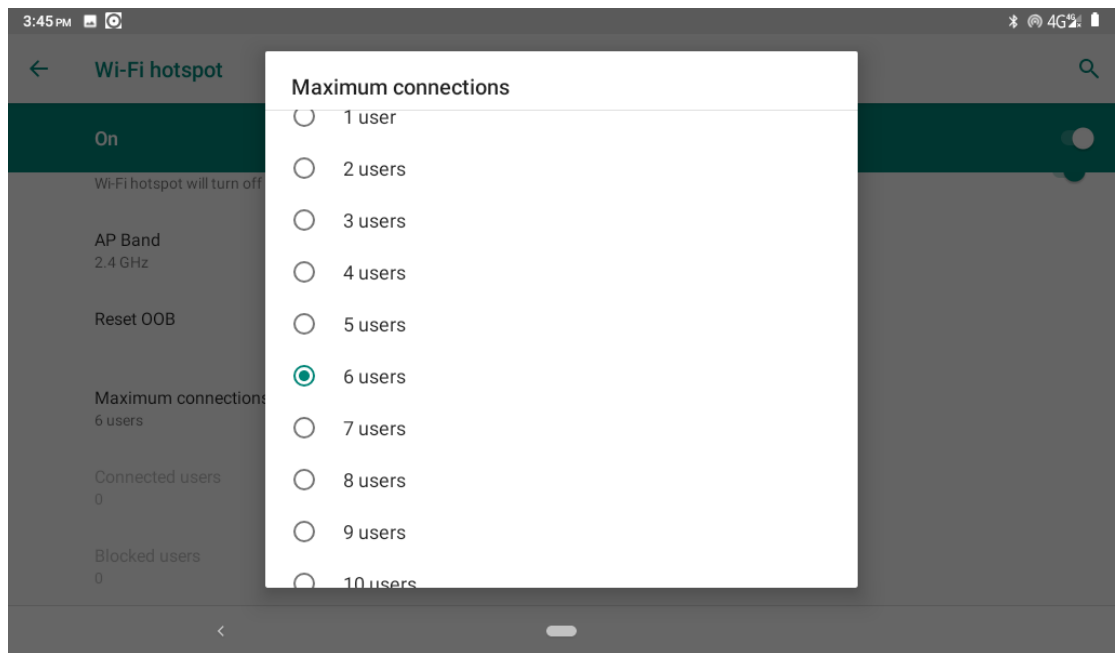 3:45 PM
4G 4G
Wi-Fi hotspot
On
Wi-Fi hotspot will turn off
AP Band
2.4 GHz
Reset OOB
Maximum connections
6 users
Connected users
0
Blocked users
0
Maximum connections
1 user
2 users
3 users
4 users
5 users
6 users
7 users
8 users
9 users
10 users